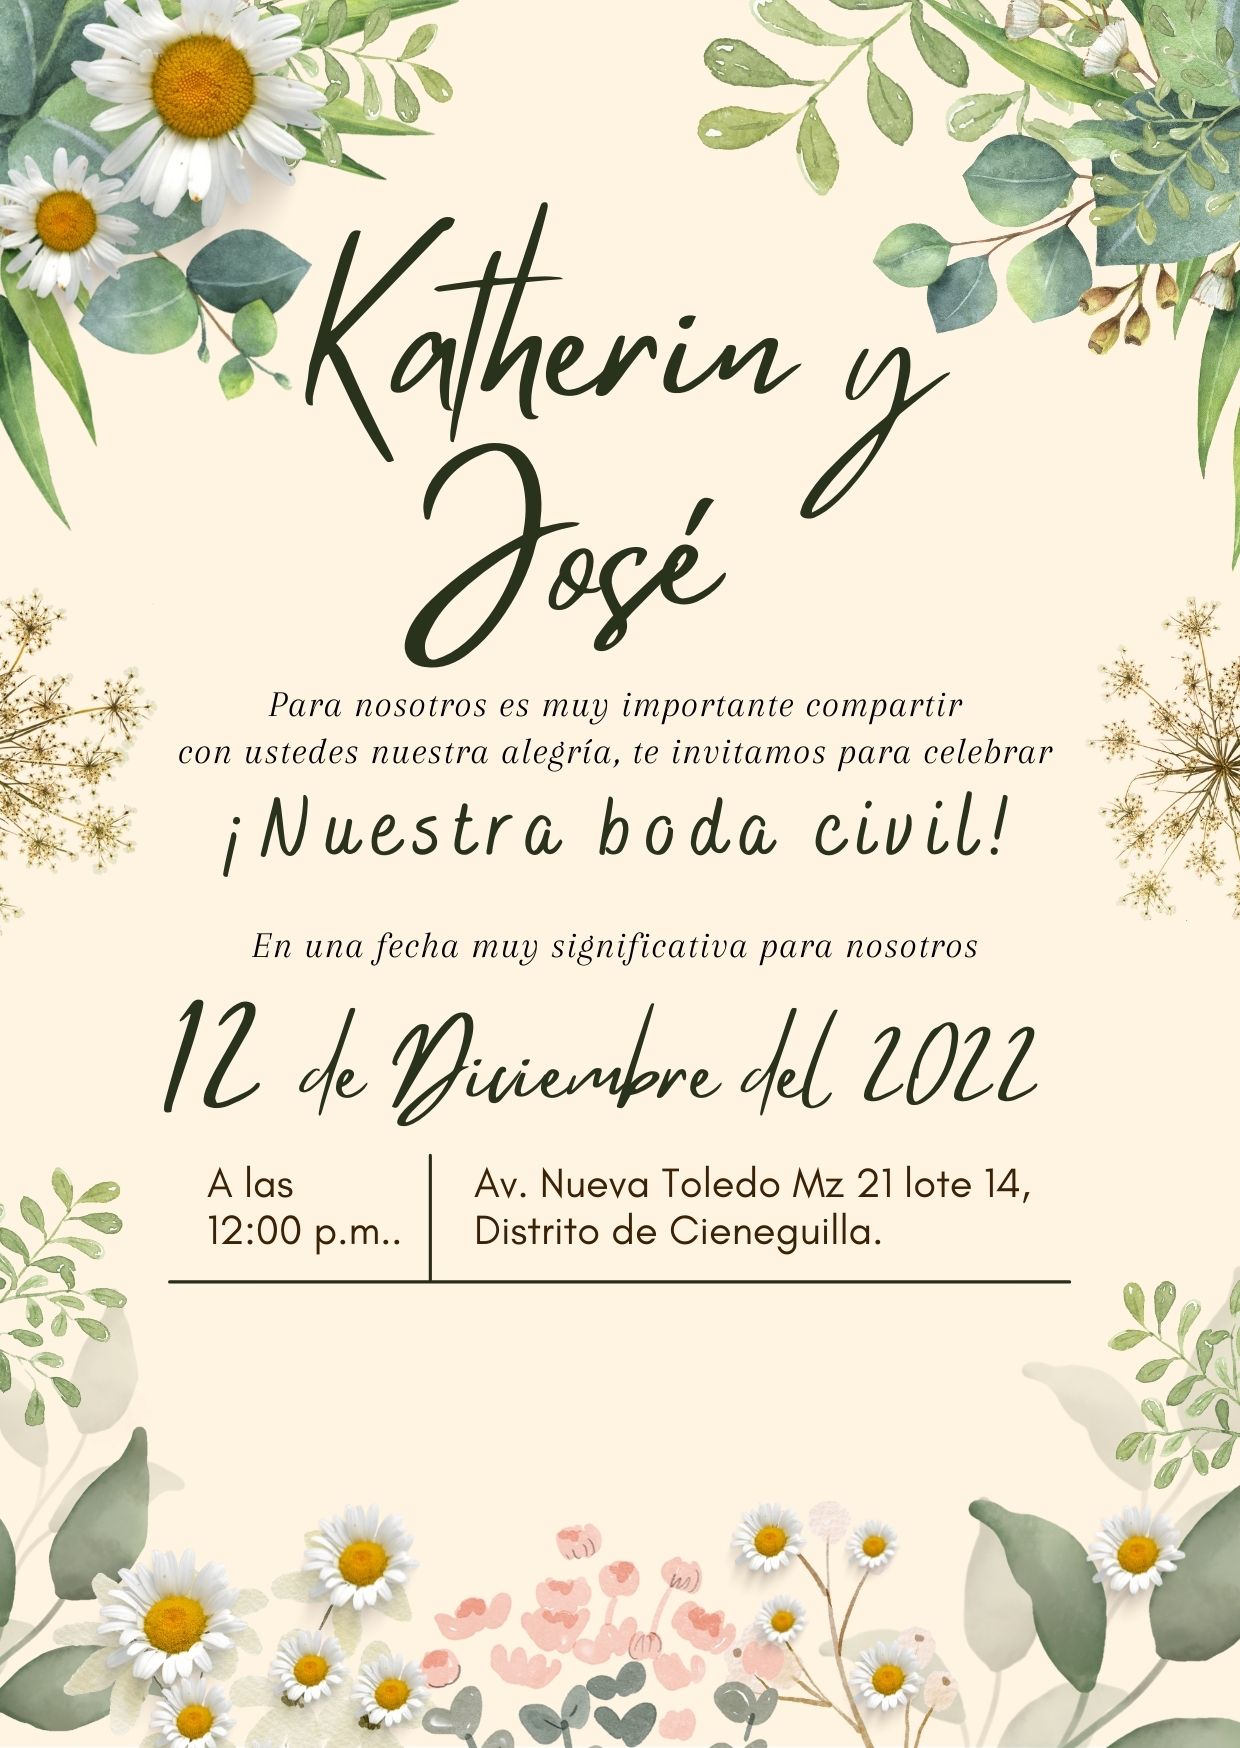 Katherin y
José
Para nosotros es muy importante compartir
con ustedes nuestra alegría, te invitamos para celebrar
¡Nuestra boda civil!
En una fecha muy significativa para nosotros
12 de Diciembre del 2022
A las
12:00 p.m..
Av. Nueva Toledo Mz 21 lote 14,
Distrito de Cieneguilla.